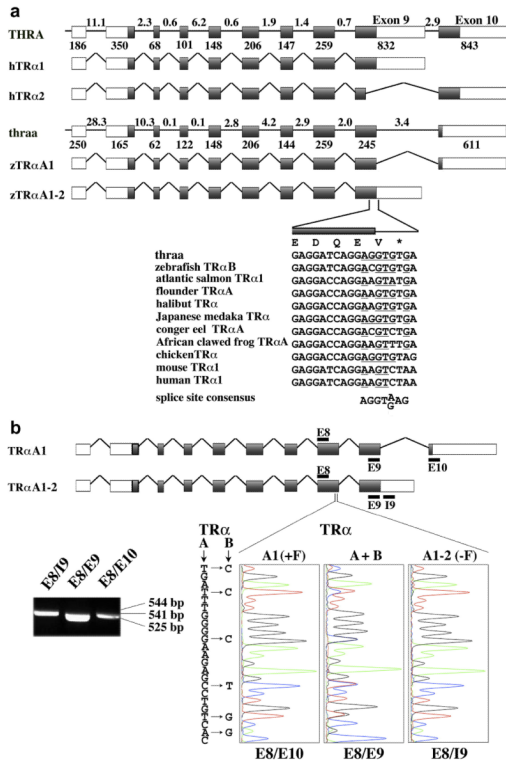 a
11.1 2.3 0.6 6.2 0.6 1.9 1.4 0.7 Exon 9 2.9 Exon 10
THRA
186 350 68 101 148 206 147 259 832 843
hTRα1
hTRα2
28.3 10.3 0.1 0.1 2.8 4.2 2.9 2.0 3.4
thraa
250 165 62 122 148 206 144 259 245 611
zTRαA1
zTRαA1-2
E D Q E V *
thraa GAGGATCAGGAGGTGTGA
zebrafish TRαB GAGGATCAGGACGTGTGA
atlantic salmon TRα1 GAGGACCAGGAAGTATGA
flounder TRαA GAGGACCAGGAGGTGTGA
halibut TRα GAGGACCAGGAGGTGTGA
Japanese medaka TRα GAGGACCAGGAGGTGTGA
conger eel TRαA GAGGACCAGGACGTCTGA
African clawed frog TRαA GAGGACCAGGAAGTTTGA
chickenTRα GAGGACCAGGAGGTGTAG
mouse TRα1 GAGGACCAGGAAGTCTAA
human TRα1 GAGGACCAGGAAGTCTAA
splice site consensus AGGTAAG
G
b
E8
TRαA1
E9 E10
E8
TRαA1-2
E9 I9
TRα TRα
A B A1(+F) A+B A1-2 (-F)
E8/I9 E8/E9 E8/E10
544 bp
541 bp
525 bp
T C
G
A
T C
T
T
G
G
G
G C
A
A
G
A
G
C T
C
T
G G
T
C G
A
C
E8/E10 E8/E9 E8/I9